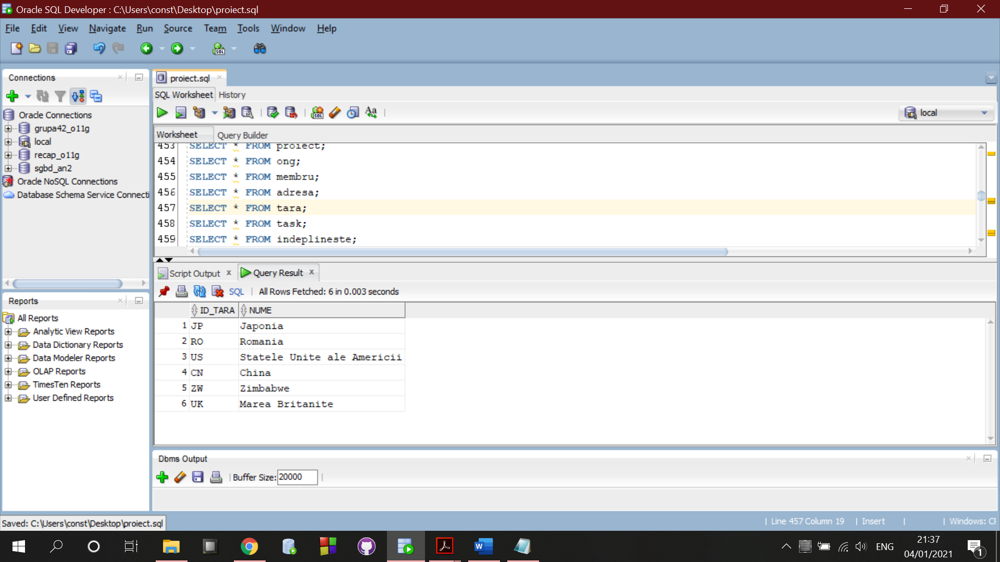 Oracle SQL Developer : C:\Users\const\Desktop\proiect.sql
File Edit View Navigate Run Source Team Tools Window Help
Connections
Oracle Connections
grupa42_o11g
local
recap_o11g
sgbd_an2
Oracle NoSQL Connections
Database Schema Service Connecti
Reports
All Reports
Analytic View Reports
Data Dictionary Reports
Data Modeler Reports
OLAP Reports
TimesTen Reports
User Defined Reports
proiect.sql
SQL Worksheet History
local
Worksheet Query Builder
453 SELECT * FROM proiect;
454 SELECT * FROM ong;
455 SELECT * FROM membru;
456 SELECT * FROM adresa;
457 SELECT * FROM tara;
458 SELECT * FROM task;
459 SELECT * FROM indeplineste;
Script Output x Query Result x
SQL | All Rows Fetched: 6 in 0.003 seconds
ID_TARA NUME
1 JP Japonia
2 RO Romania
3 US Statele Unite ale Americii
4 CN China
5 ZW Zimbabwe
6 UK Marea Britanite
Dbms Output
Buffer Size: 20000
Saved: C:\Users\const\Desktop\proiect.sql
| Line 457 Column 19 | Insert | | Windows: CR
ENG
21:37
04/01/2021
1